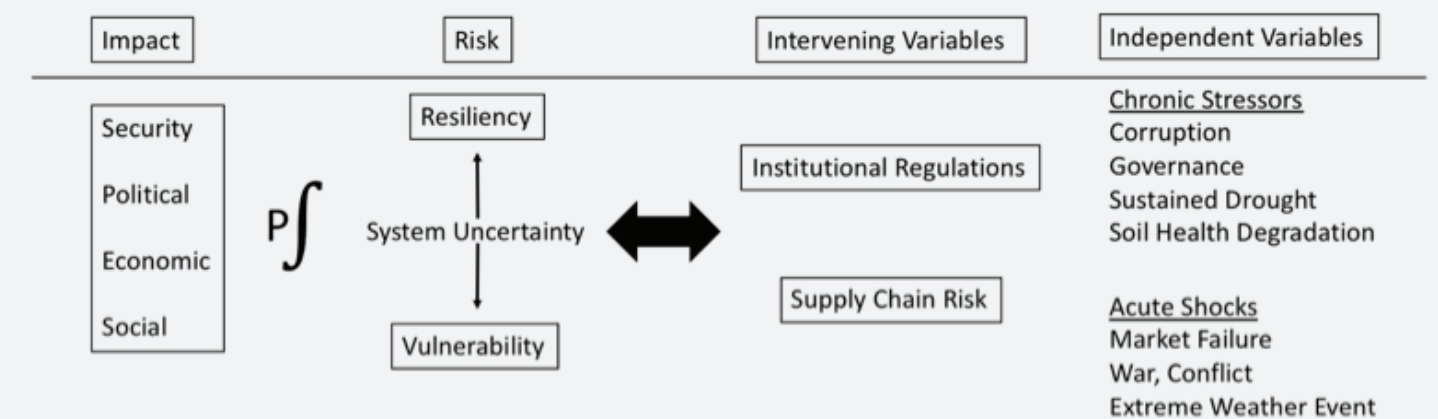 Impact
Risk
Intervening Variables
Independent Variables
Security
Political
Economic
Social
P∫
Resiliency
System Uncertainty
Vulnerability
Institutional Regulations
Supply Chain Risk
Chronic Stressors
Corruption
Governance
Sustained Drought
Soil Health Degradation
Acute Shocks
Market Failure
War, Conflict
Extreme Weather Event